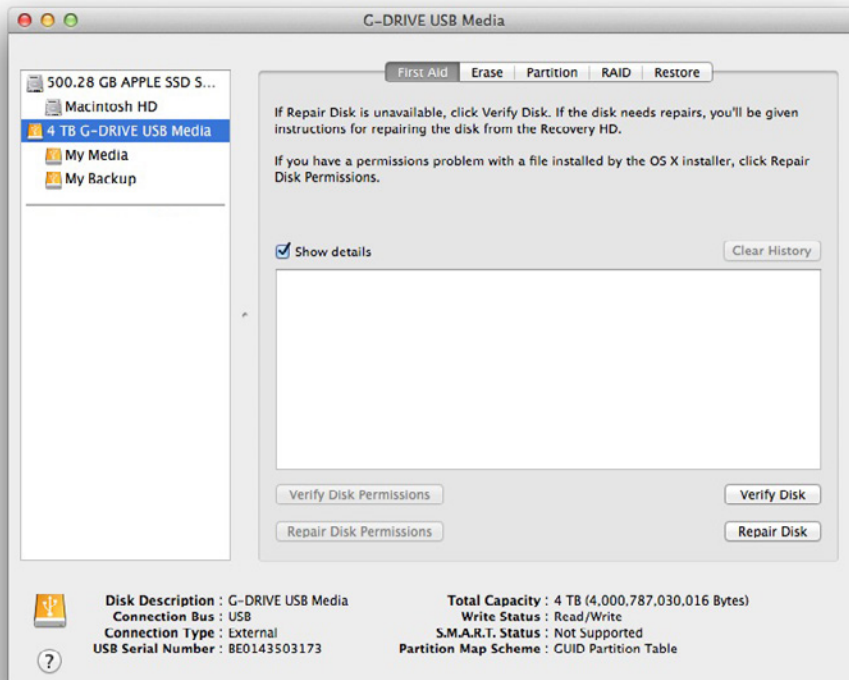 G-DRIVE USB Media
500.28 GB APPLE SSD S...
Macintosh HD
4 TB G-DRIVE USB Media
My Media
My Backup
First Aid Erase Partition RAID Restore
If Repair Disk is unavailable, click Verify Disk. If the disk needs repairs, you'll be given
instructions for repairing the disk from the Recovery HD.
If you have a permissions problem with a file installed by the OS X installer, click Repair
Disk Permissions.
Show details
Clear History
Verify Disk Permissions
Verify Disk
Repair Disk Permissions
Repair Disk
Disk Description : G-DRIVE USB Media
Connection Bus : USB
Connection Type : External
USB Serial Number : BE0143503173
Total Capacity : 4 TB (4,000,787,030,016 Bytes)
Write Status : Read/Write
S.M.A.R.T. Status : Not Supported
Partition Map Scheme : GUID Partition Table
?